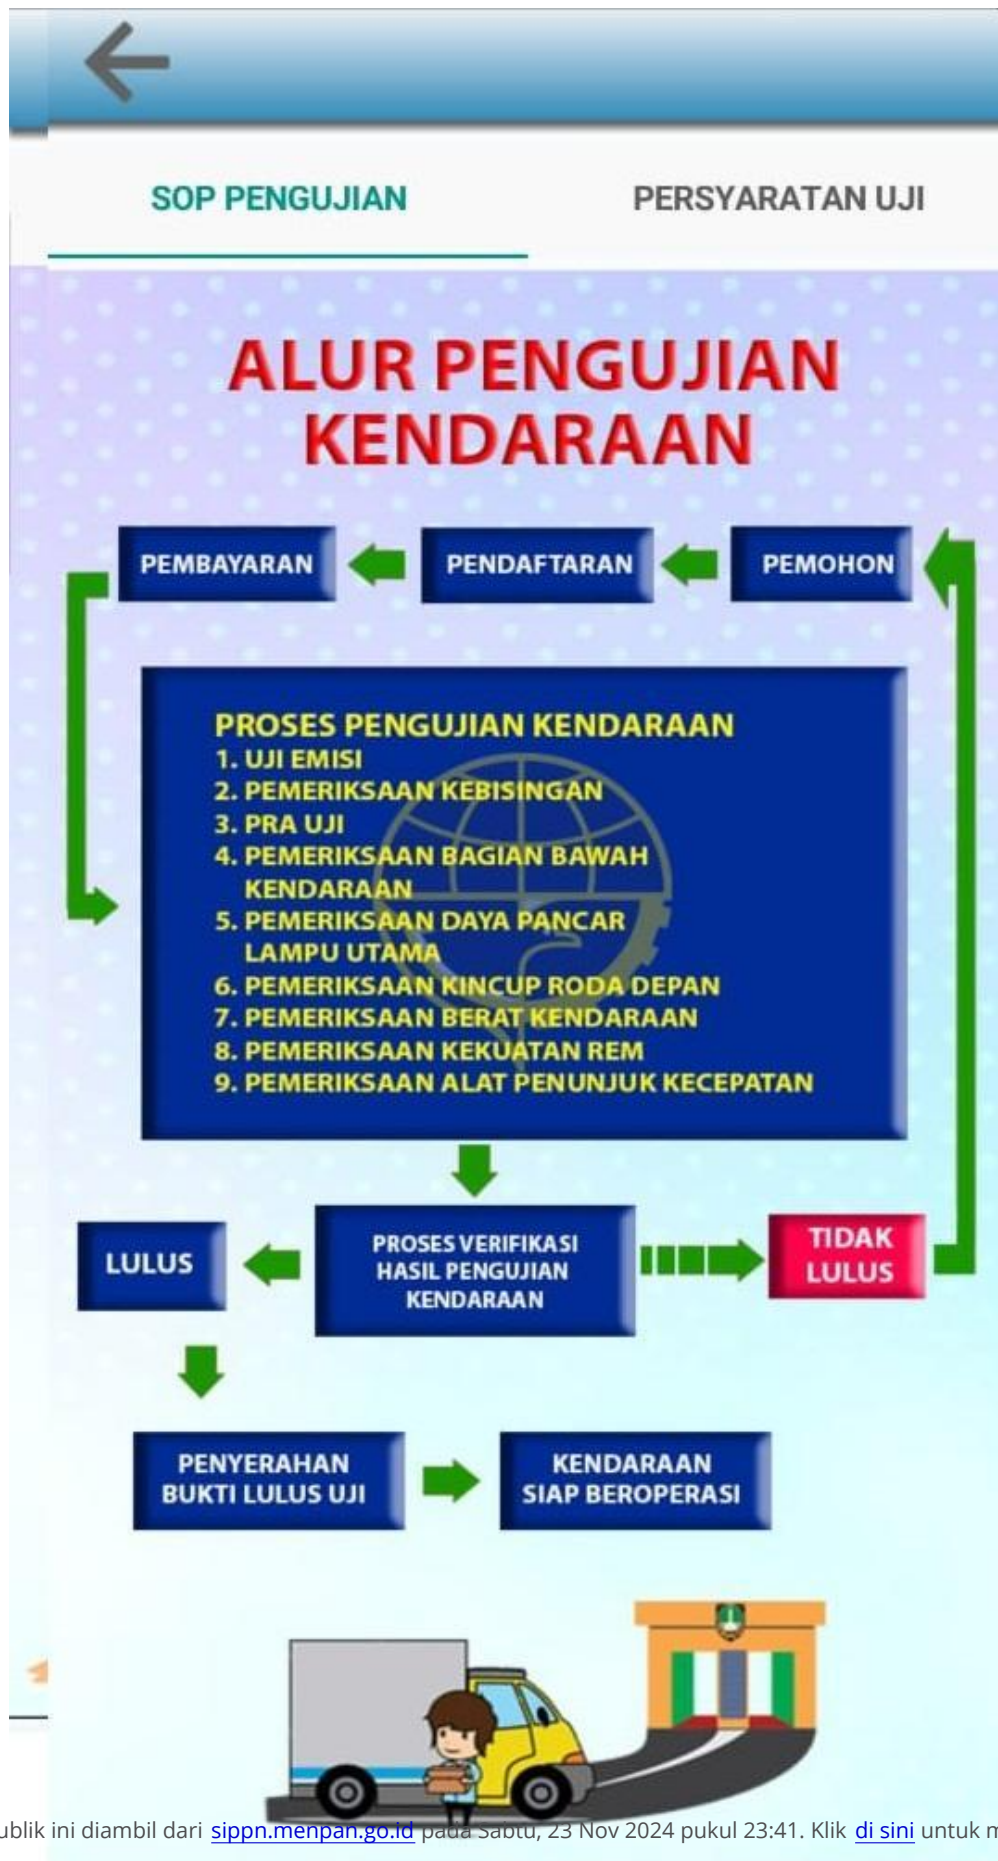 SOP PENGUJIAN
PERSYARATAN UJI
ALUR PENGUJIAN
KENDARAAN
PEMBAYARAN
PENDAFTARAN
PEMOHON
PROSES PENGUJIAN KENDARAAN
1. UJI EMISI
2. PEMERIKSAAN KEBISINGAN
3. PRA UJI
4. PEMERIKSAAN BAGIAN BAWAH
KENDARAAN
5. PEMERIKSAAN DAYA PANCAR
LAMPU UTAMA
6. PEMERIKSAAN KINCUP RODA DEPAN
7. PEMERIKSAAN BERAT KENDARAAN
8. PEMERIKSAAN KEKUATAN REM
9. PEMERIKSAAN ALAT PENUNJUK KECEPATAN
LULUS
PROSES VERIFIKASI
HASIL PENGUJIAN
KENDARAAN
TIDAK
LULUS
PENYERAHAN
BUKTI LULUS UJI
KENDARAAN
SIAP BEROPERASI
ublik ini diambil dari sippn.menpan.go.id pada Sabtu, 23 Nov 2024 pukul 23:41. Klik di sini untuk m